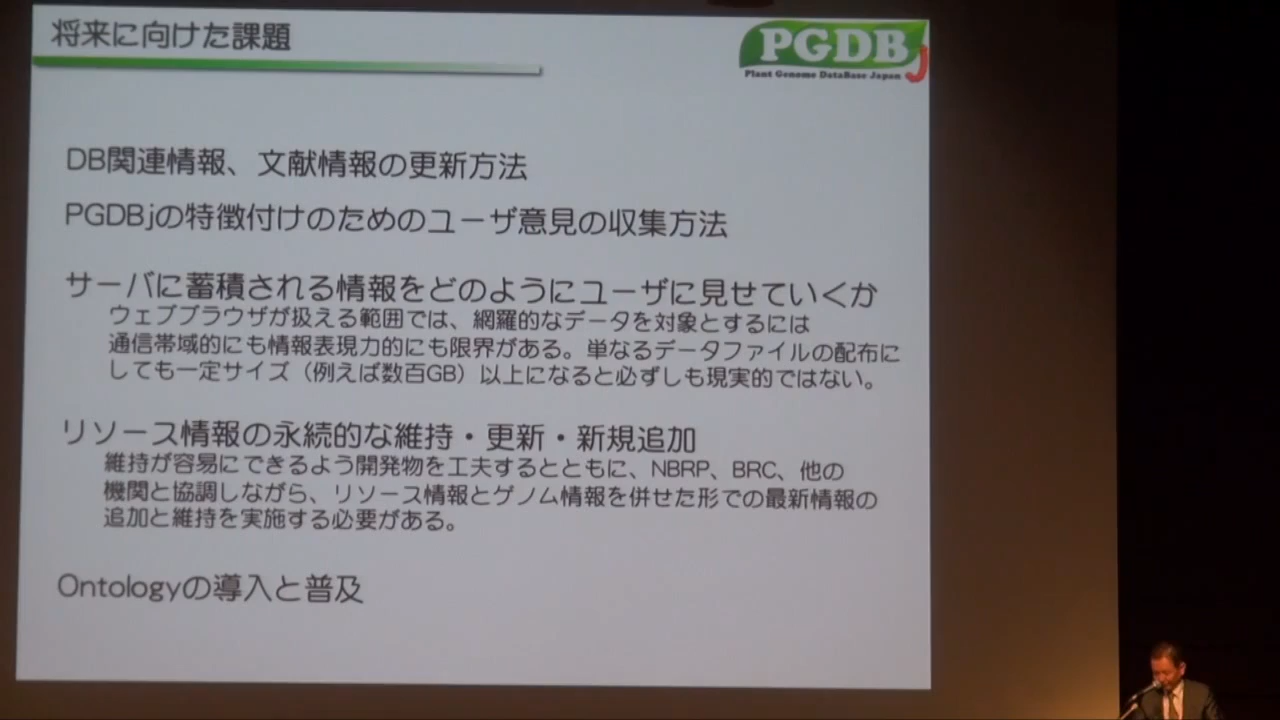 将来に向けた課題
PGDBj
Plant Genome DataBase Japan
DB関連情報、文献情報の更新方法
PGDBjの特徴付けのためのユーザ意見の収集方法
サーバに蓄積される情報をどのようにユーザに見せていくか
ウェブブラウザが扱える範囲では、網羅的なデータを対象とするには
通信帯域的にも情報表現力的にも限界がある。単なるデータファイルの配布に
しても一定サイズ（例えば数百GB）以上になると必ずしも現実的ではない。
リソース情報の永続的な維持・更新・新規追加
維持が容易にできるよう開発物を工夫するとともに、NBRP、BRC、他の
機関と協調しながら、リソース情報とゲノム情報を併せた形での最新情報の
追加と維持を実施する必要がある。
Ontologyの導入と普及